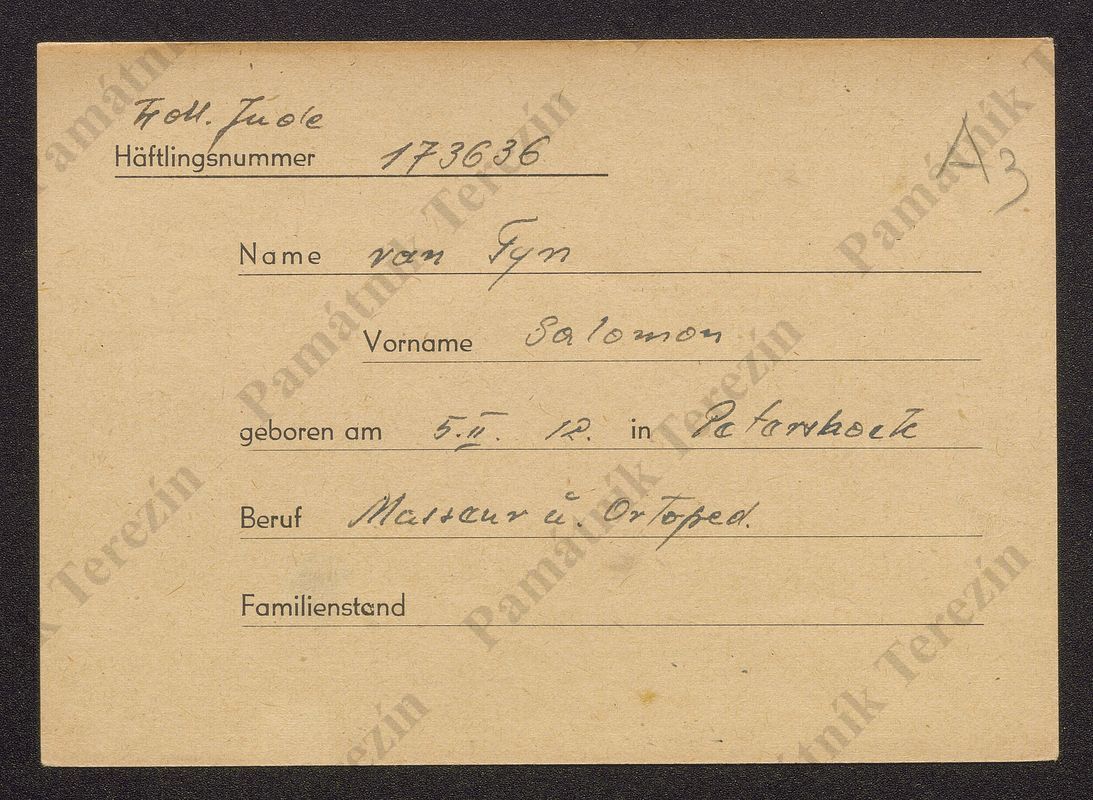 Holl. Jude
Häftlingsnummer 173636
A3
Name van Tyn
Vorname Salomon
geboren am 5.II. 12. in
Beruf Masseur u. Ortoped.
Familienstand
Památník Terezín